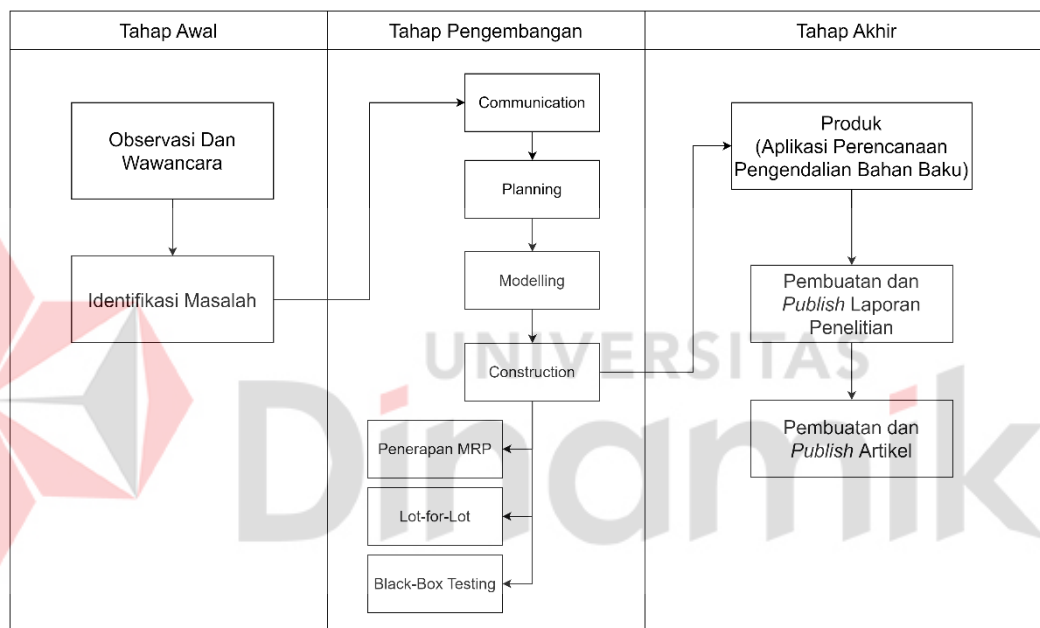 Tahap Awal
Tahap Pengembangan
Tahap Akhir
Observasi Dan
Wawancara
Identifikasi Masalah
Communication
Planning
Modelling
Construction
Penerapan MRP
Lot-for-Lot
Black-Box Testing
Produk
(Aplikasi Perencanaan
Pengendalian Bahan Baku)
Pembuatan dan
Publish Laporan
Penelitian
Pembuatan dan
Publish Artikel
UNIVERSITAS
Dinamik